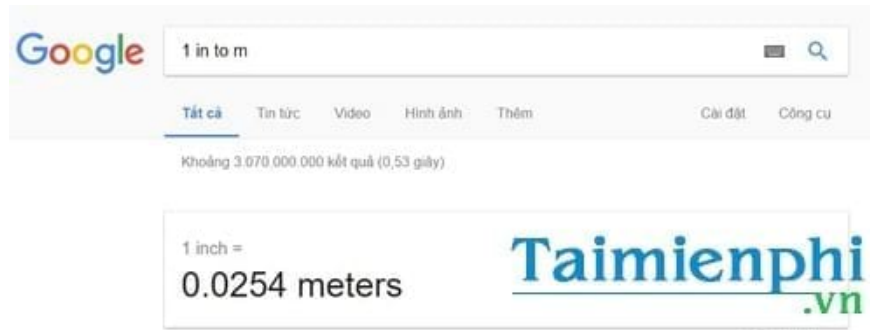 Google 1 in to m
Tất cả Tin tức Video Hình ảnh Thêm Cài đặt Công cụ
Khoảng 3.070.000.000 kết quả (0,53 giây)
1 inch =
0.0254 meters
Taimienphi
.vn